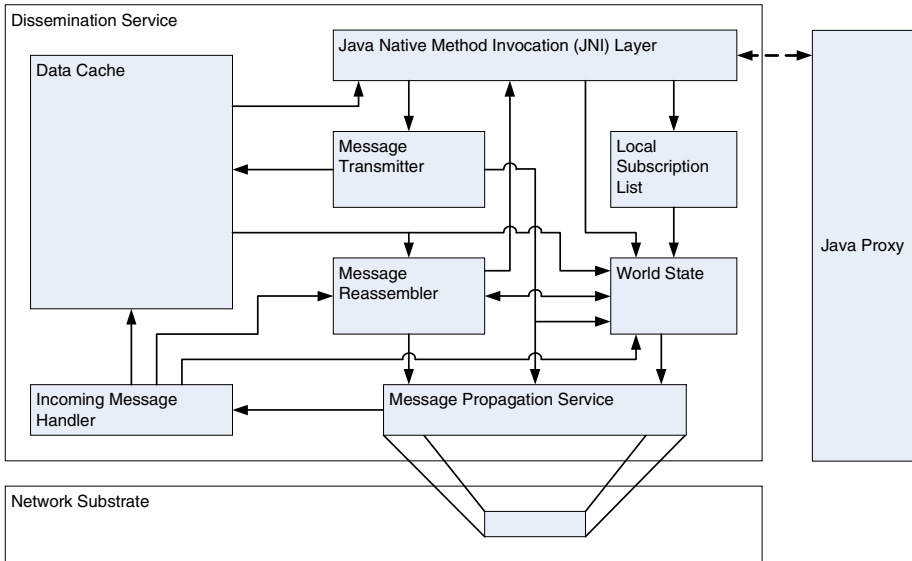 Dissemination Service
Java Native Method Invocation (JNI) Layer
Data Cache
Message
Transmitter
Local
Subscription
List
Java Proxy
Message
Reassembler
World State
Incoming Message
Handler
Message Propagation Service
Network Substrate